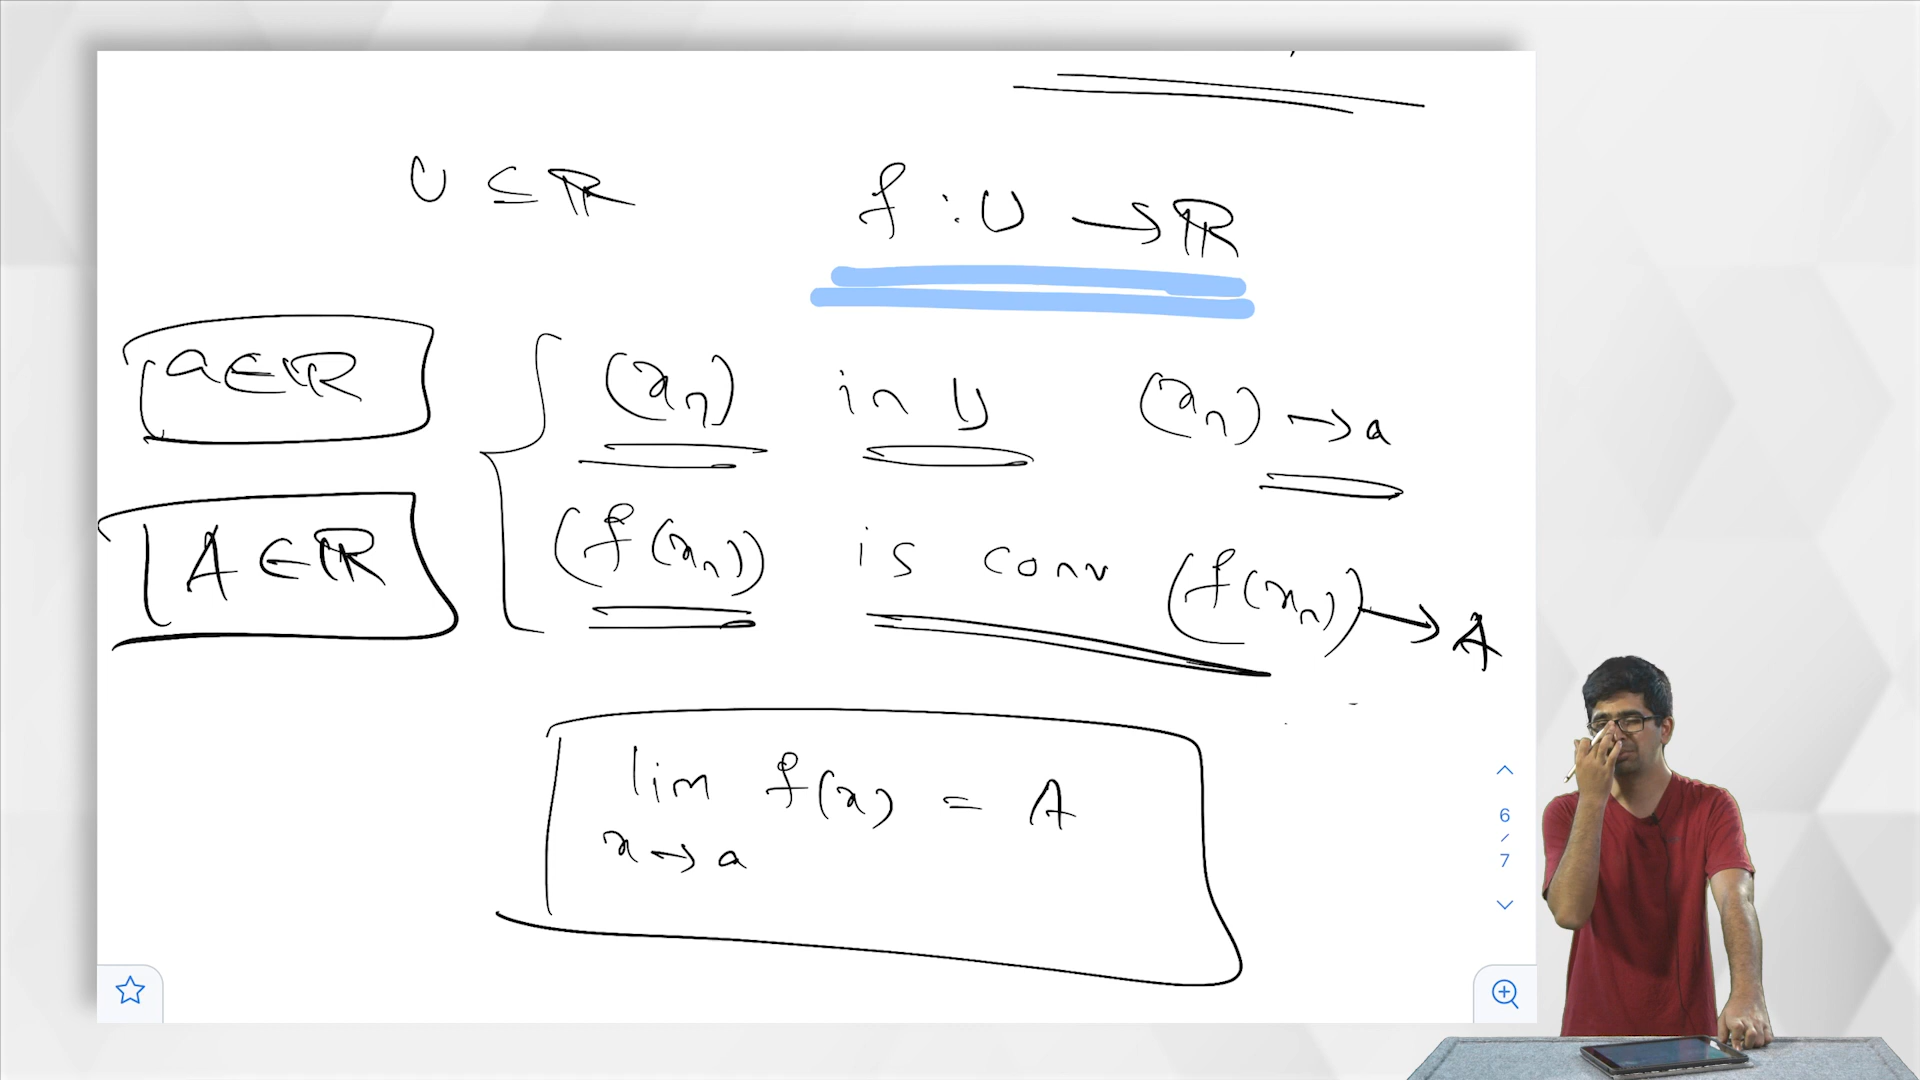 U ⊆ ℝ f : U → ℝ
a ∈ ℝ (xₙ) in U (xₙ) → a
A ∈ ℝ (f(xₙ)) is conv (f(xₙ)) → A
lim f(x) = A
x → a
6
/
7